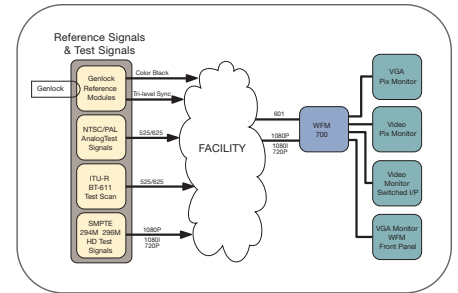 Reference Signals
& Test Signals
Genlock
Genlock
Reference
Modules
Color Black
Tri-level Sync
NTSC/PAL
AnalogTest
Signals
525/625
ITU-R
BT-611
Test Scan
525/625
SMPTE
294M 296M
HD Test
Signals
1080P
1080I
720P
FACILITY
601
1080P
1080I
720P
WFM
700
VGA
Pix Monitor
Video
Pix Monitor
Video
Monitor
Switched I/P
VGA Monitor
WFM
Front Panel